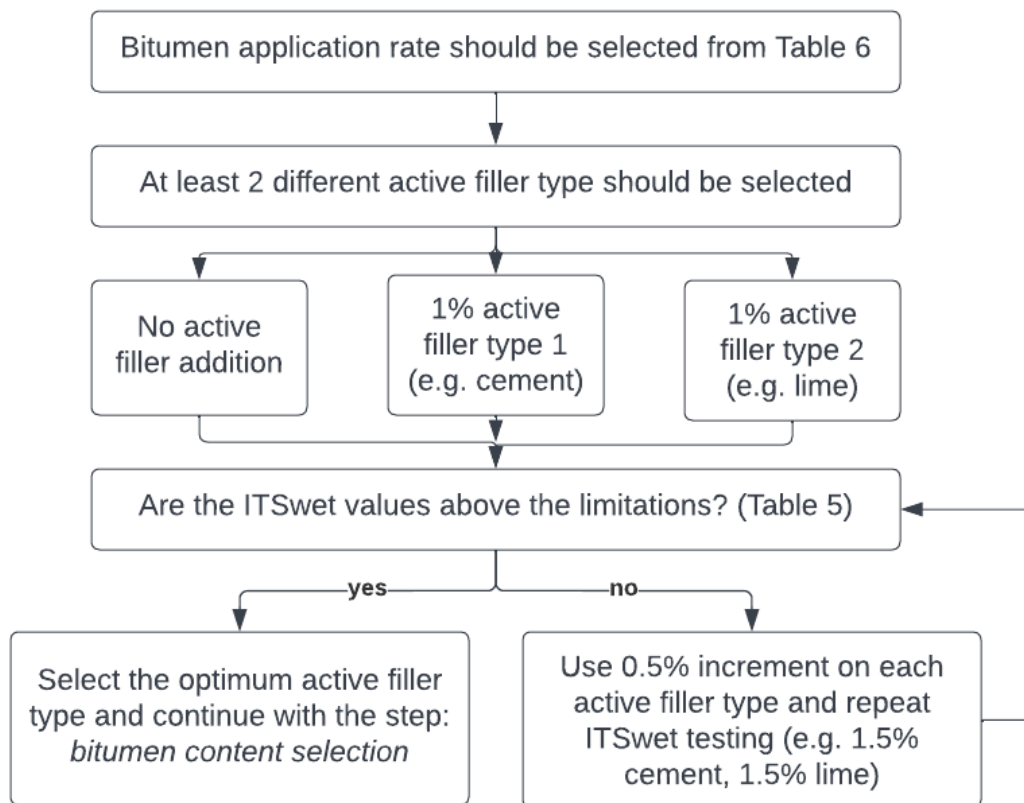 Bitumen application rate should be selected from Table 6
At least 2 different active filler type should be selected
No active
filler addition
1% active
filler type 1
(e.g. cement)
1% active
filler type 2
(e.g. lime)
Are the ITSwet values above the limitations? (Table 5)
yes
no
Select the optimum active filler
type and continue with the step:
bitumen content selection
Use 0.5% increment on each
active filler type and repeat
ITSwet testing (e.g. 1.5%
cement, 1.5% lime)